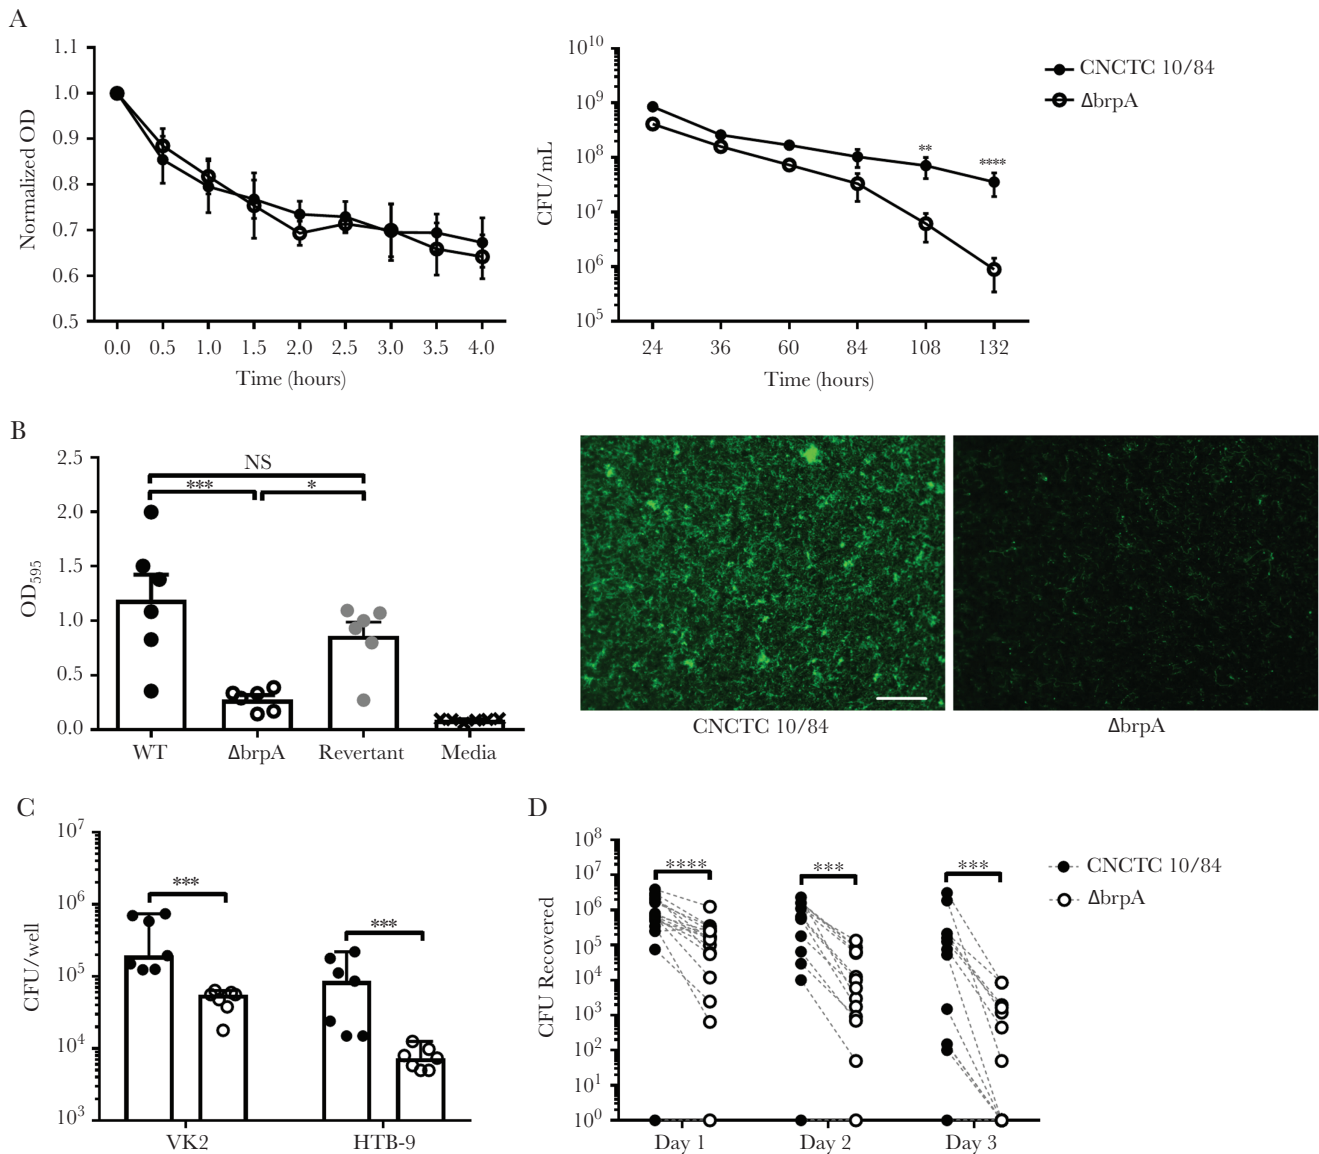 A
1.1
1.0
0.9
0.8
0.7
0.6
0.5
Normalized OD
0.0 0.5 1.0 1.5 2.0 2.5 3.0 3.5 4.0
Time (hours)
10^10
10^9
10^8
10^7
10^6
10^5
CFU/mL
** ****
24 36 60 84 108 132
Time (hours)
CNCTC 10/84
ΔbrpA
B
2.5
2.0
1.5
1.0
0.5
0.0
OD595
NS
*** *
WT ΔbrpA Revertant Media
CNCTC 10/84
ΔbrpA
C
10^7
10^6
10^5
10^4
10^3
CFU/well
***
***
VK2 HTB-9
D
10^8
10^7
10^6
10^5
10^4
10^3
10^2
10^1
10^0
CFU Recovered
**** *** ***
Day 1 Day 2 Day 3
CNCTC 10/84
ΔbrpA